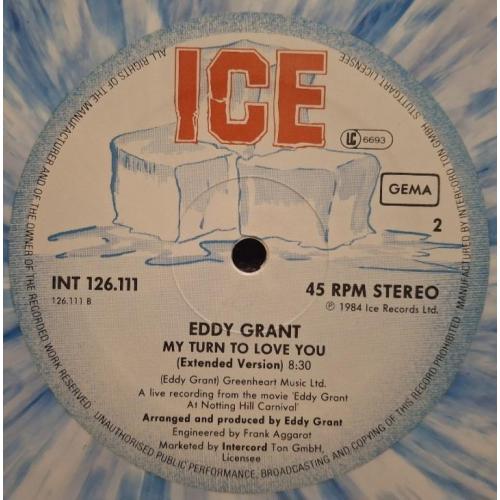 ICE
LC 6693
GEMA
2
INT 126.111
126.111 B
45 RPM STEREO
℗ 1984 Ice Records Ltd.
EDDY GRANT
MY TURN TO LOVE YOU
(Extended Version) 8:30
(Eddy Grant) Greenheart Music Ltd.
A live recording from the movie 'Eddy Grant
At Notting Hill Carnival'
Arranged and produced by Eddy Grant
Engineered by Frank Aggarat
Marketed by Intercord Ton GmbH,
Licensee
ALL RIGHTS OF THE MANUFACTURER AND OF THE OWNER OF THE RECORDED WORK RESERVED. UNAUTHORISED PUBLIC PERFORMANCE, BROADCASTING AND COPYING OF THIS RECORD PROHIBITED · MANUFACTURED BY INTERCORD TON GMBH STUTTGART LICENSEE